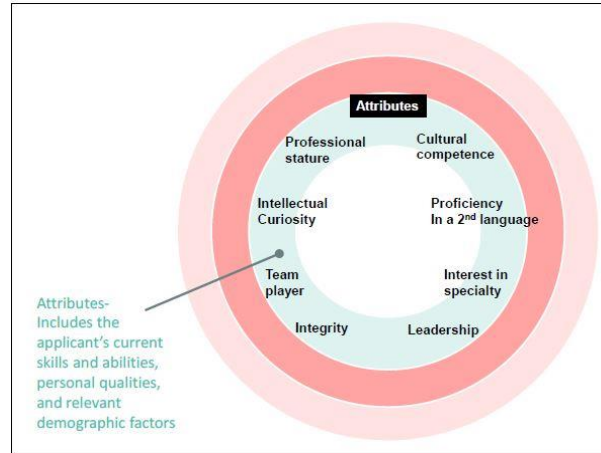 Attributes
Professional
stature
Cultural
competence
Intellectual
Curiosity
Proficiency
In a 2nd language
Team
player
Interest in
specialty
Integrity
Leadership
Attributes-
Includes the
applicant's current
skills and abilities,
personal qualities,
and relevant
demographic factors